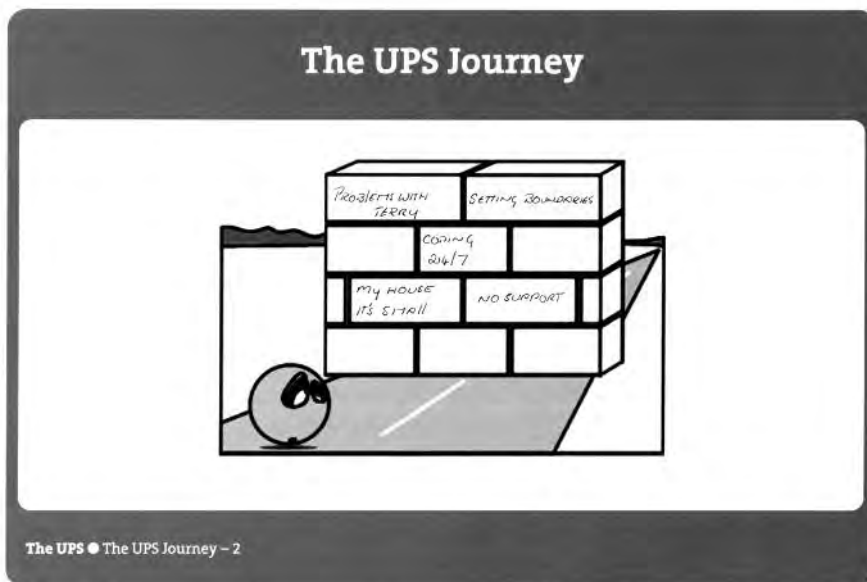 The UPS Journey
PROBLEMS WITH
TERRY
SETTING BOUNDARIES
COPING
24/7
My HOUSE
IT'S SMALL
NO SUPPORT
The UPS ● The UPS Journey – 2